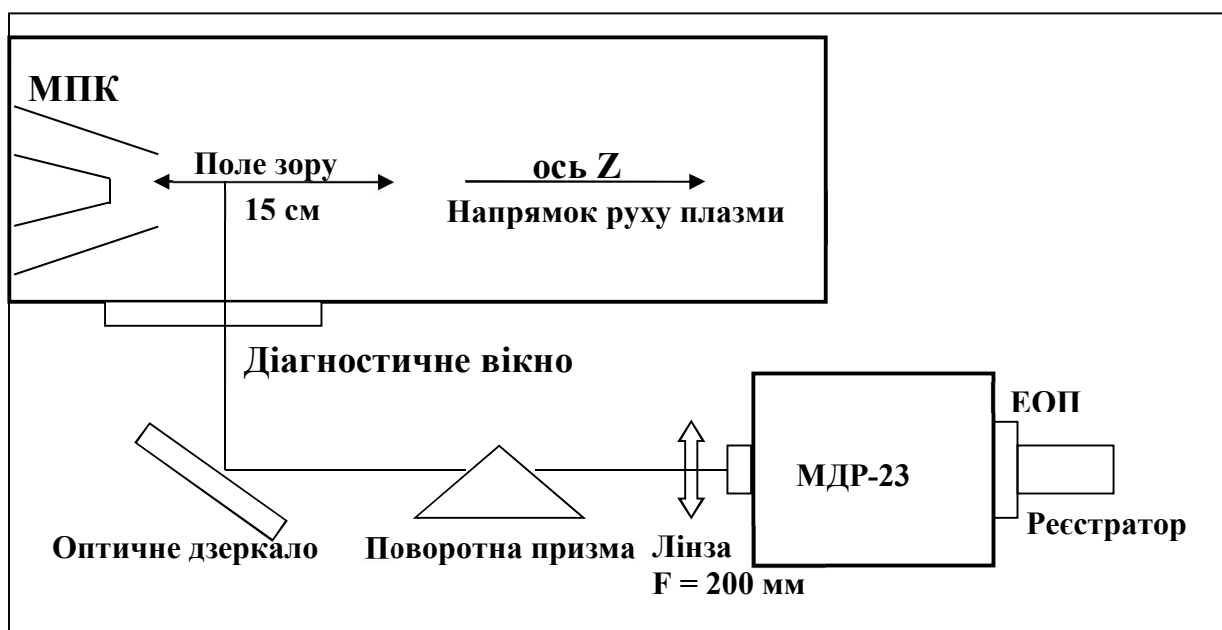 МПК
Поле зору
15 см
ось Z
Напрямок руху плазми
Діагностичне вікно
ЕОП
МДР-23
Реєстратор
Оптичне дзеркало
Поворотна призма
Лінза
F = 200 мм